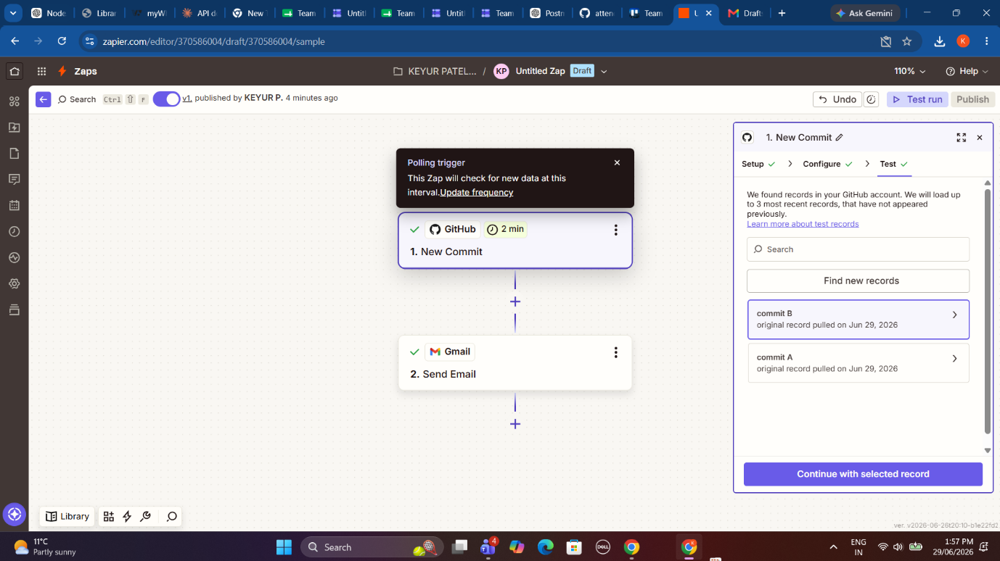 Node
Librar
myWl
API de
New T
Team
Untitl
Team
Untitl
Team
Postn
atten
Team
U
Draft
Ask Gemini
zapier.com/editor/370586004/draft/370586004/sample
K
Zaps
KEYUR PATEL... / KP Untitled Zap Draft
110%
Help
Search Ctrl ⇧ F
v1. published by KEYUR P. 4 minutes ago
Undo
Test run
Publish
Polling trigger
This Zap will check for new data at this
interval.Update frequency
GitHub
2 min
1. New Commit
Gmail
2. Send Email
1. New Commit
Setup
Configure
Test
We found records in your GitHub account. We will load up
to 3 most recent records, that have not appeared
previously.
Learn more about test records
Search
Find new records
commit B
original record pulled on Jun 29, 2026
commit A
original record pulled on Jun 29, 2026
Continue with selected record
Library
11°C
Partly sunny
Search
4
DELL
ENG
IN
1:57 PM
29/06/2026